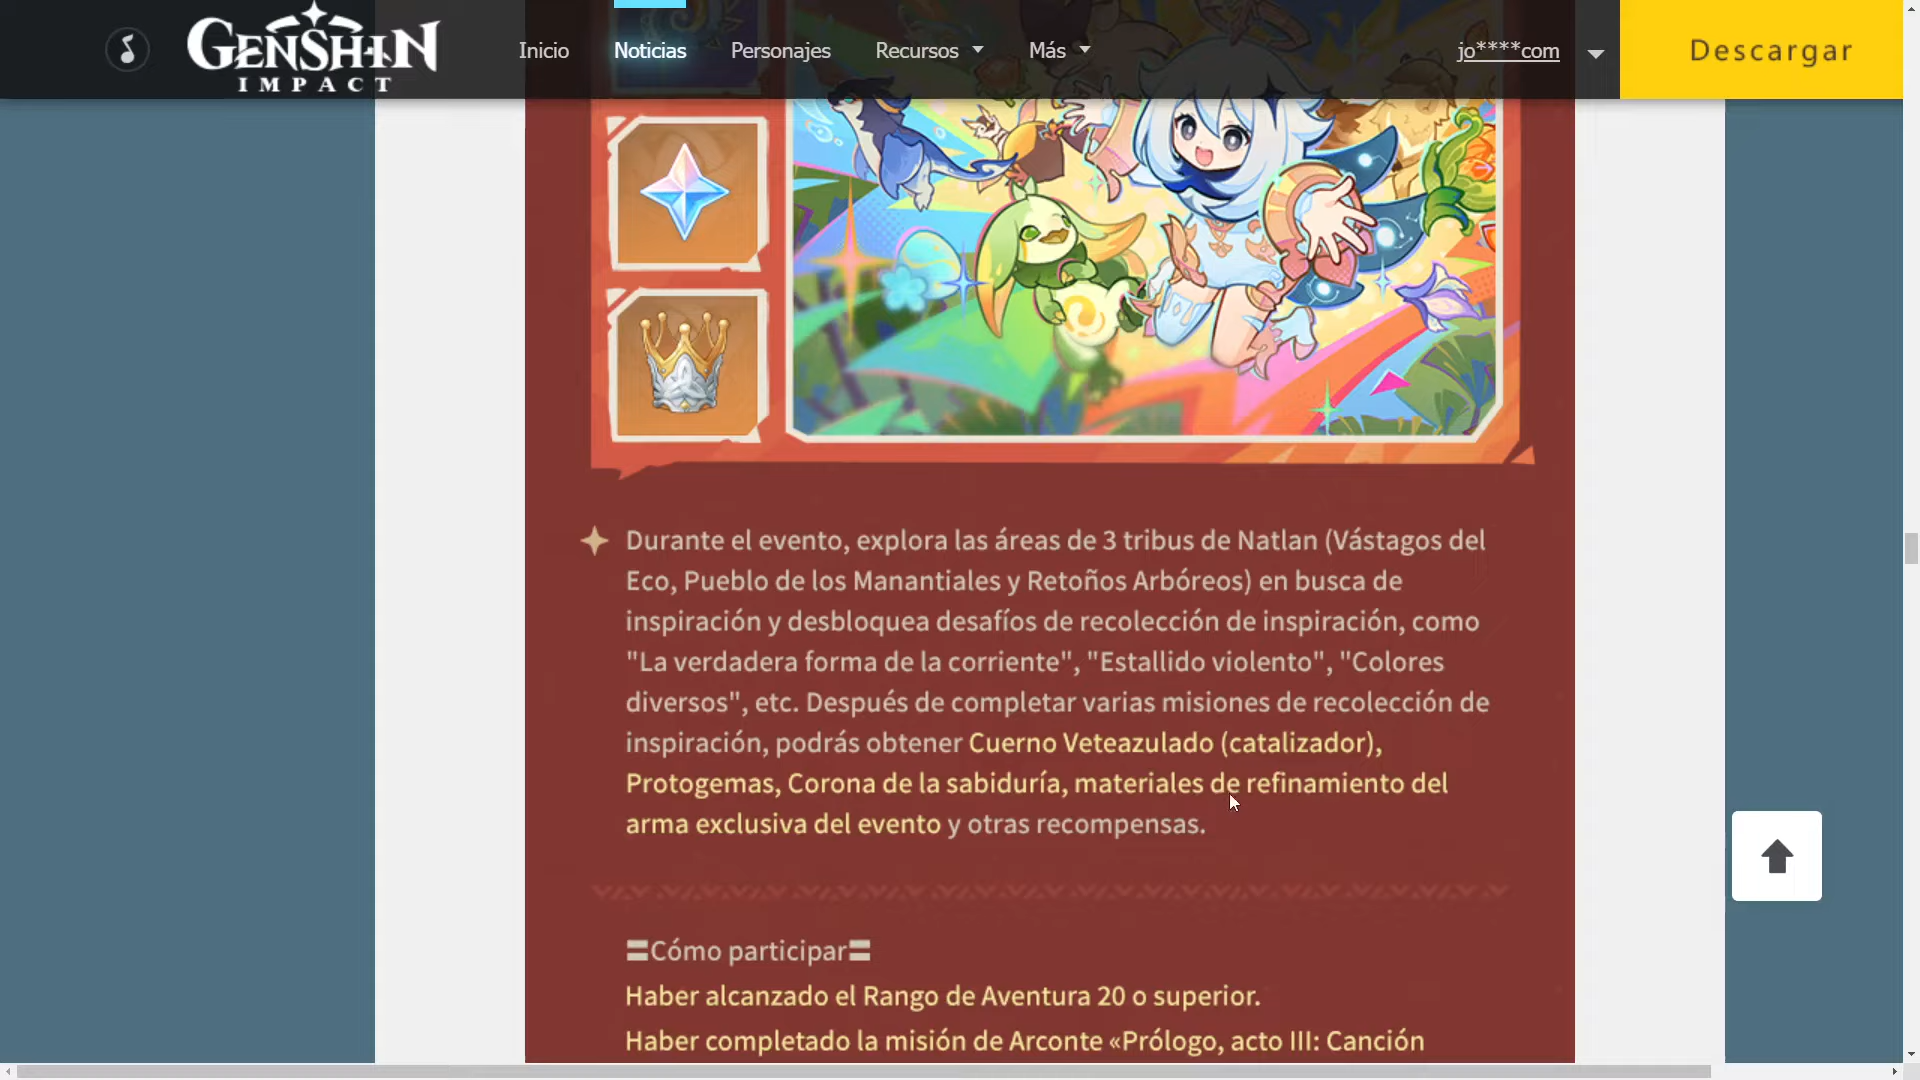 GENSHIN
IMPACT
Inicio
Noticias
Personajes
Recursos
Más
jo****com
Descargar
Durante el evento, explora las áreas de 3 tribus de Natlan (Vástagos del
Eco, Pueblo de los Manantiales y Retoños Arbóreos) en busca de
inspiración y desbloquea desafíos de recolección de inspiración, como
"La verdadera forma de la corriente", "Estallido violento", "Colores
diversos", etc. Después de completar varias misiones de recolección de
inspiración, podrás obtener Cuerno Veteazulado (catalizador),
Protogemas, Corona de la sabiduría, materiales de refinamiento del
arma exclusiva del evento y otras recompensas.
〓Cómo participar〓
Haber alcanzado el Rango de Aventura 20 o superior.
Haber completado la misión de Arconte «Prólogo, acto III: Canción